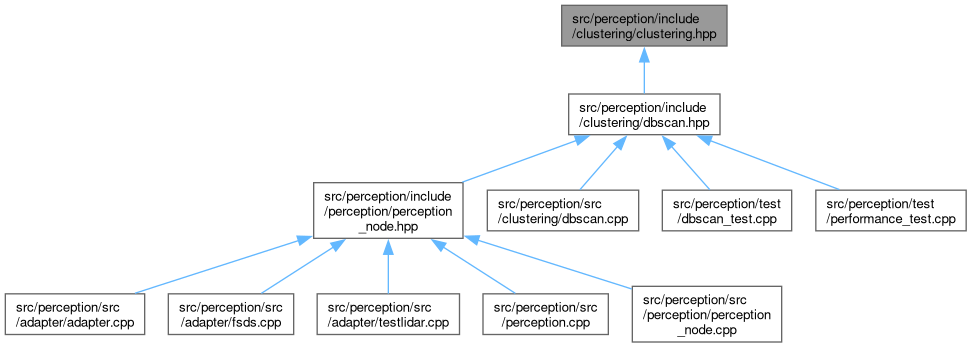 src/perception/include
/clustering/clustering.hpp
src/perception/include
/clustering/dbscan.hpp
src/perception/include
/perception/perception
_node.hpp
src/perception/src
/clustering/dbscan.cpp
src/perception/test
/dbscan_test.cpp
src/perception/test
/performance_test.cpp
src/perception/src
/adapter/adapter.cpp
src/perception/src
/adapter/fsds.cpp
src/perception/src
/adapter/testlidar.cpp
src/perception/src
/perception.cpp
src/perception/src
/perception/perception
_node.cpp